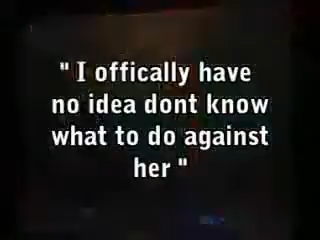 " I offically have
no idea dont know
what to do against
her "